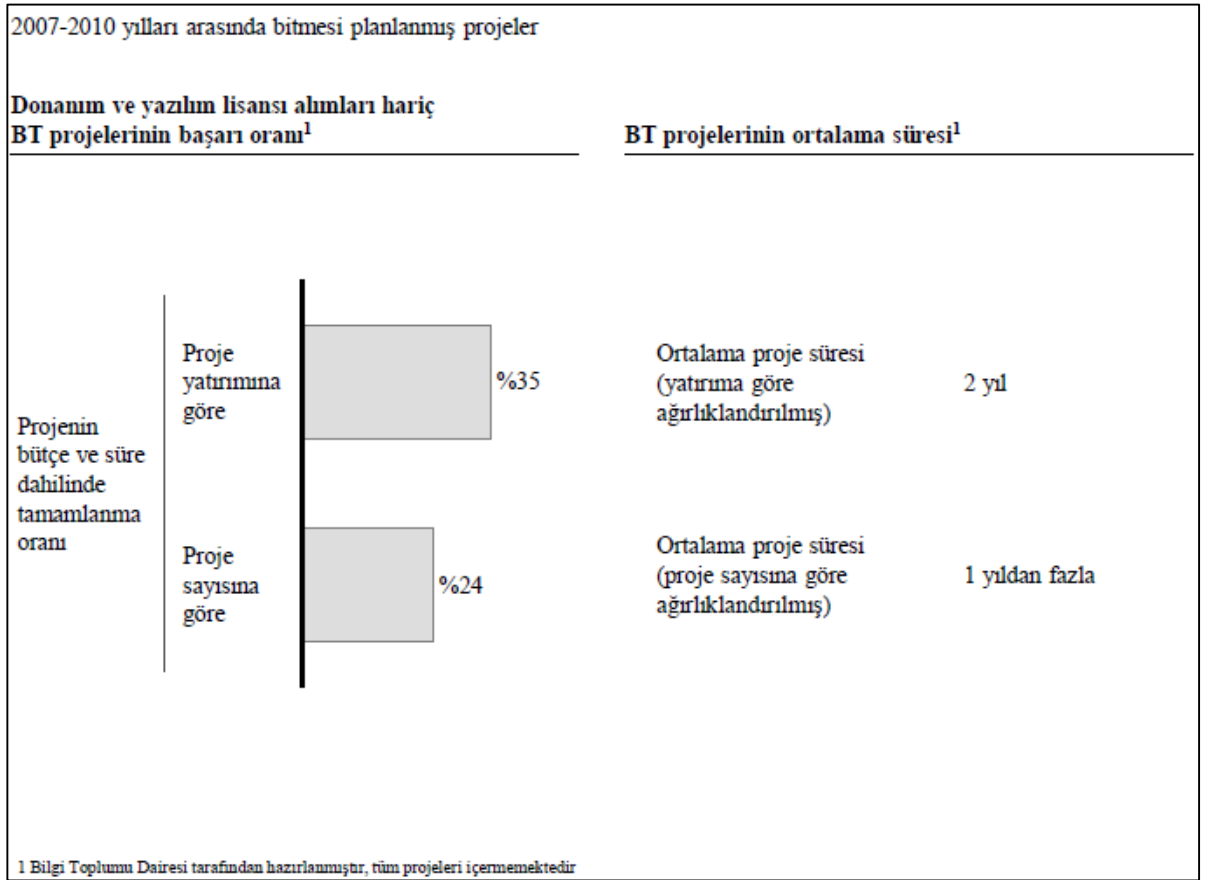 2007-2010 yılları arasında bitmesi planlanmış projeler
Donanım ve yazılım lisansı alımları hariç
BT projelerinin başarı oranı1
Projenin
bütçe ve süre
dahilinde
tamamlanma
oranı
Proje
yatırımına
göre
%35
Proje
sayısına
göre
%24
BT projelerinin ortalama süresi1
Ortalama proje süresi
(yatırıma göre
ağırlıklandırılmış)
2 yıl
Ortalama proje süresi
(proje sayısına göre
ağırlıklandırılmış)
1 yıldan fazla
1 Bilgi Toplumu Dairesi tarafından hazırlanmıştır, tüm projeleri içermemektedir